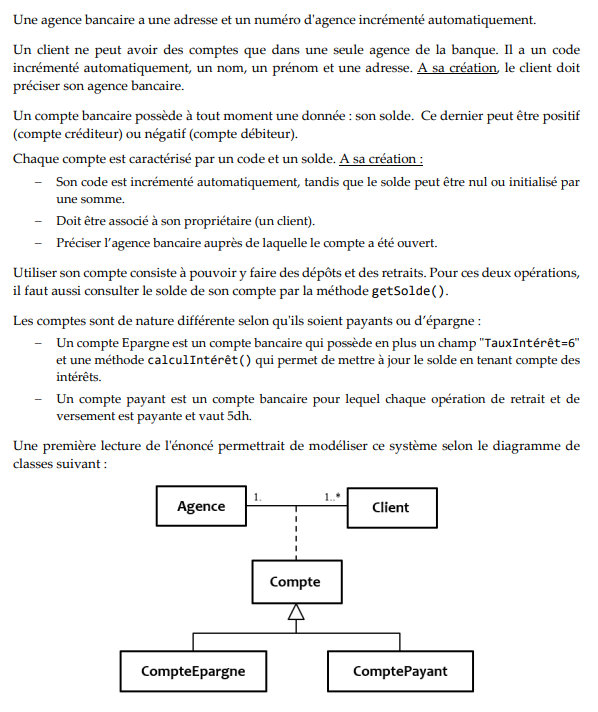 Une agence bancaire a une adresse et un numéro d'agence incrémenté automatiquement.
Un client ne peut avoir des comptes que dans une seule agence de la banque. Il a un code
incrémenté automatiquement, un nom, un prénom et une adresse. A sa création, le client doit
préciser son agence bancaire.
Un compte bancaire possède à tout moment une donnée : son solde. Ce dernier peut être positif
(compte créditeur) ou négatif (compte débiteur).
Chaque compte est caractérisé par un code et un solde. A sa création :
− Son code est incrémenté automatiquement, tandis que le solde peut être nul ou initialisé par
une somme.
− Doit être associé à son propriétaire (un client).
− Préciser l'agence bancaire auprès de laquelle le compte a été ouvert.
Utiliser son compte consiste à pouvoir y faire des dépôts et des retraits. Pour ces deux opérations,
il faut aussi consulter le solde de son compte par la méthode getSolde().
Les comptes sont de nature différente selon qu'ils soient payants ou d'épargne :
− Un compte Epargne est un compte bancaire qui possède en plus un champ "TauxIntérêt=6"
et une méthode calculIntérêt() qui permet de mettre à jour le solde en tenant compte des
intérêts.
− Un compte payant est un compte bancaire pour lequel chaque opération de retrait et de
versement est payante et vaut 5dh.
Une première lecture de l'énoncé permettrait de modéliser ce système selon le diagramme de
classes suivant :
Agence 1. 1..* Client
Compte
CompteEpargne ComptePayant